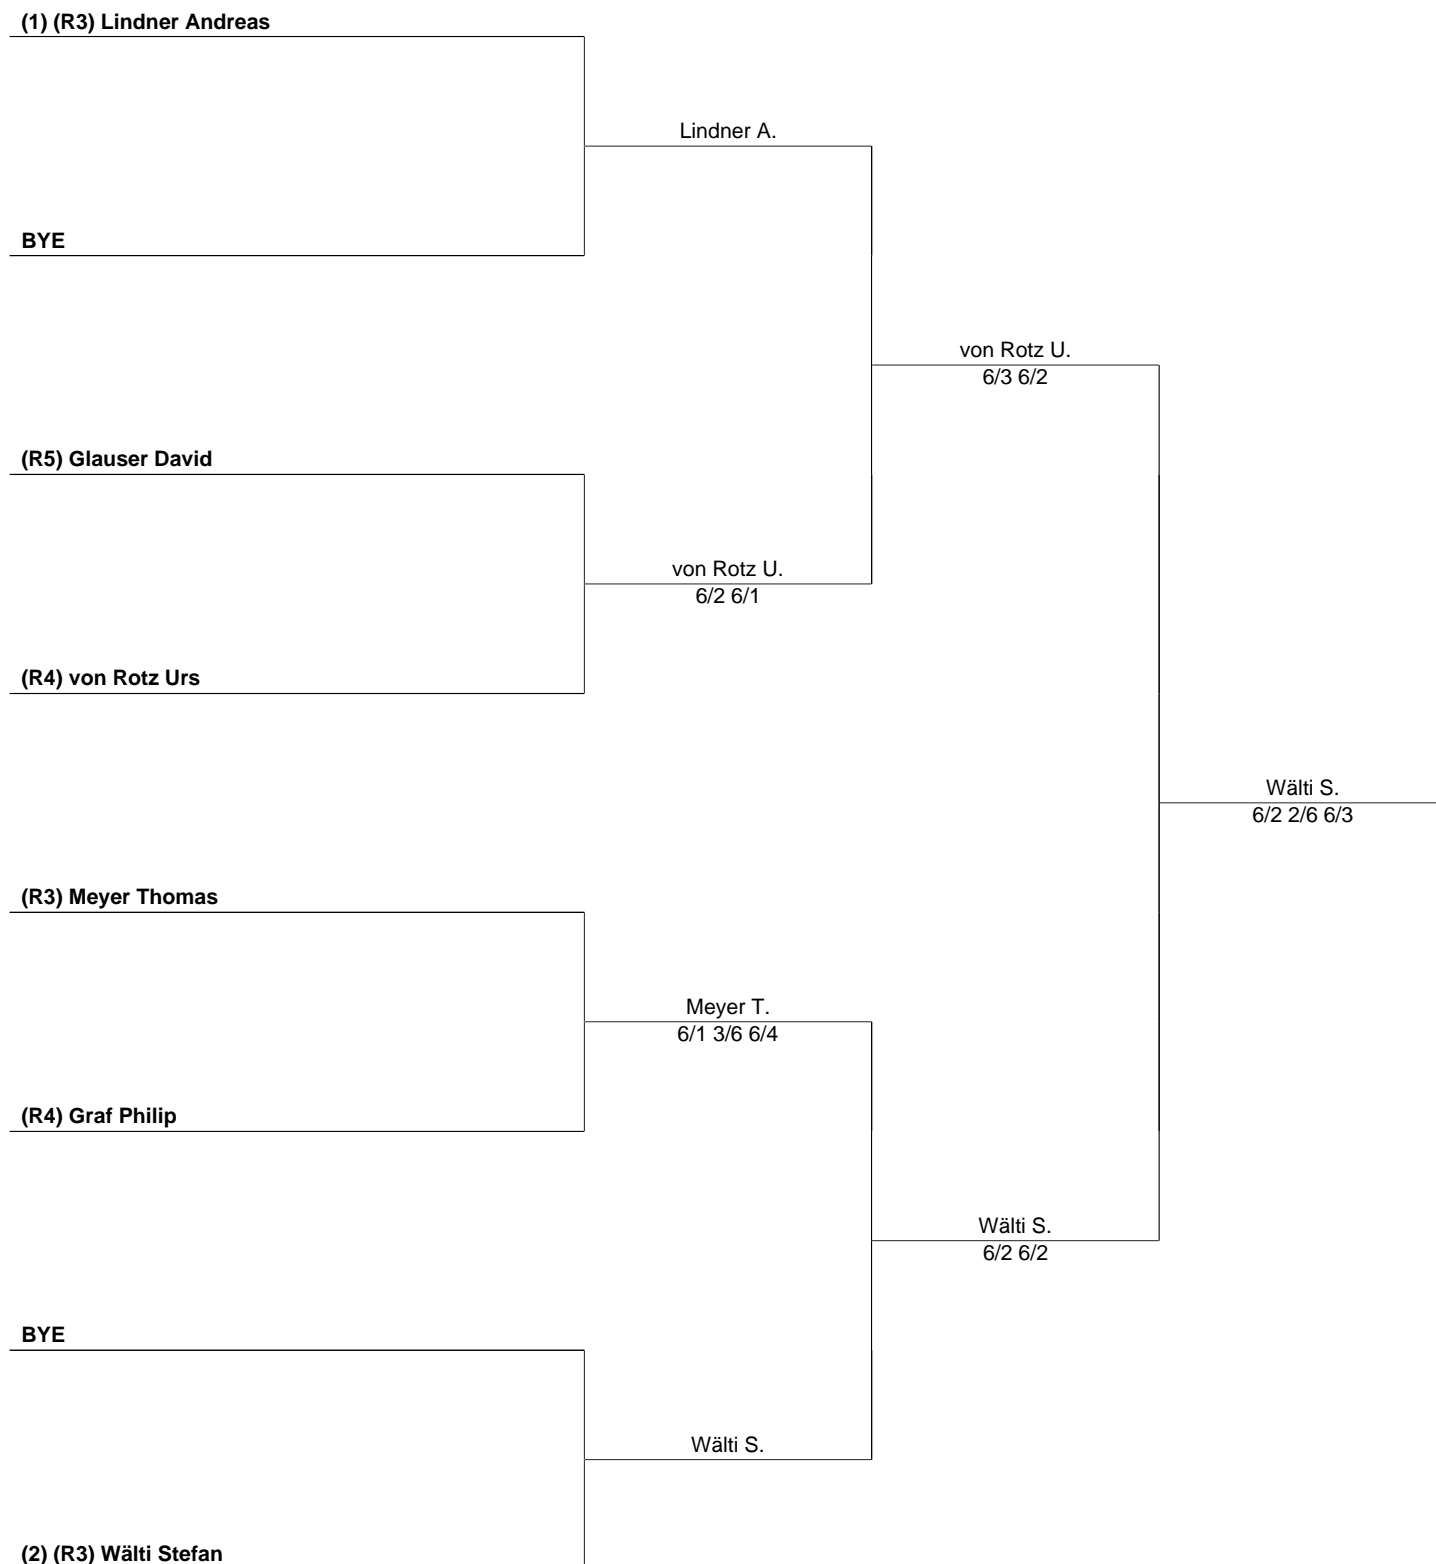 (1) (R3) Lindner Andreas
Lindner A.
BYE
von Rotz U.
6/3 6/2
(R5) Glauser David
von Rotz U.
6/2 6/1
(R4) von Rotz Urs
Wälti S.
6/2 2/6 6/3
(R3) Meyer Thomas
Meyer T.
6/1 3/6 6/4
(R4) Graf Philip
Wälti S.
6/2 6/2
BYE
Wälti S.
(2) (R3) Wälti Stefan